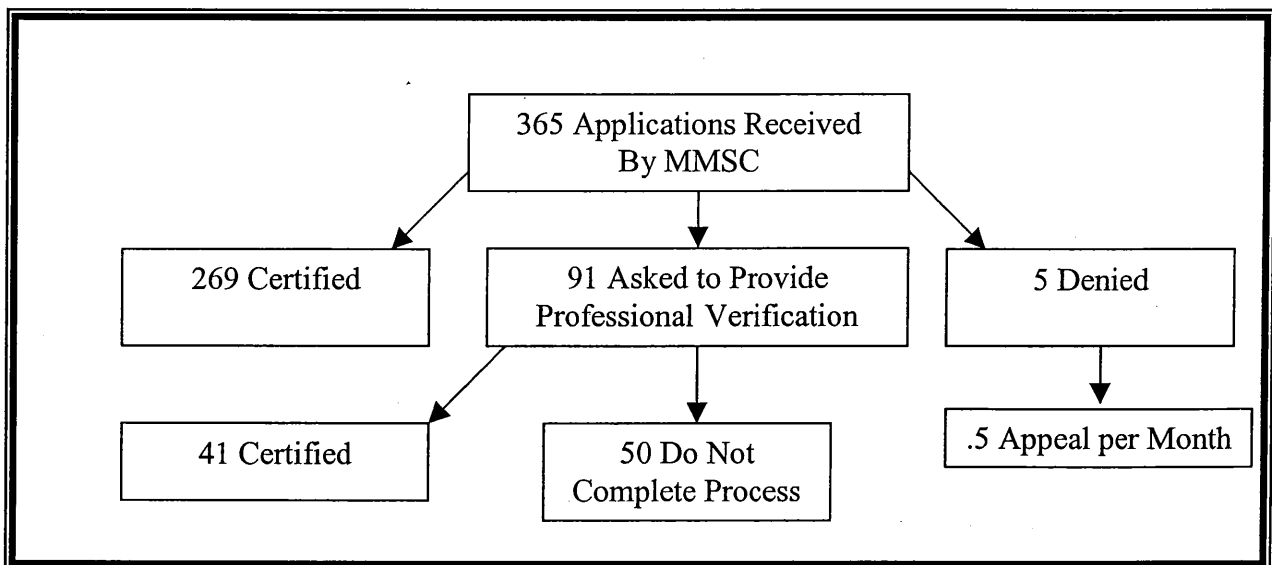 365 Applications Received
By MMSC
269 Certified
91 Asked to Provide
Professional Verification
5 Denied
41 Certified
50 Do Not
Complete Process
.5 Appeal per Month